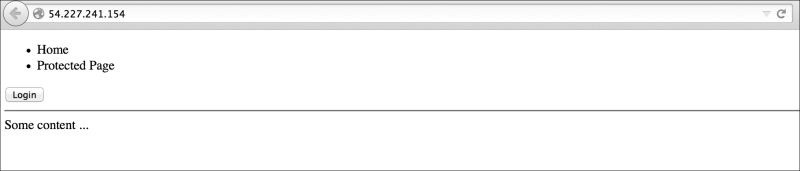 54.227.241.154
Home
Protected Page
Login
Some content ...